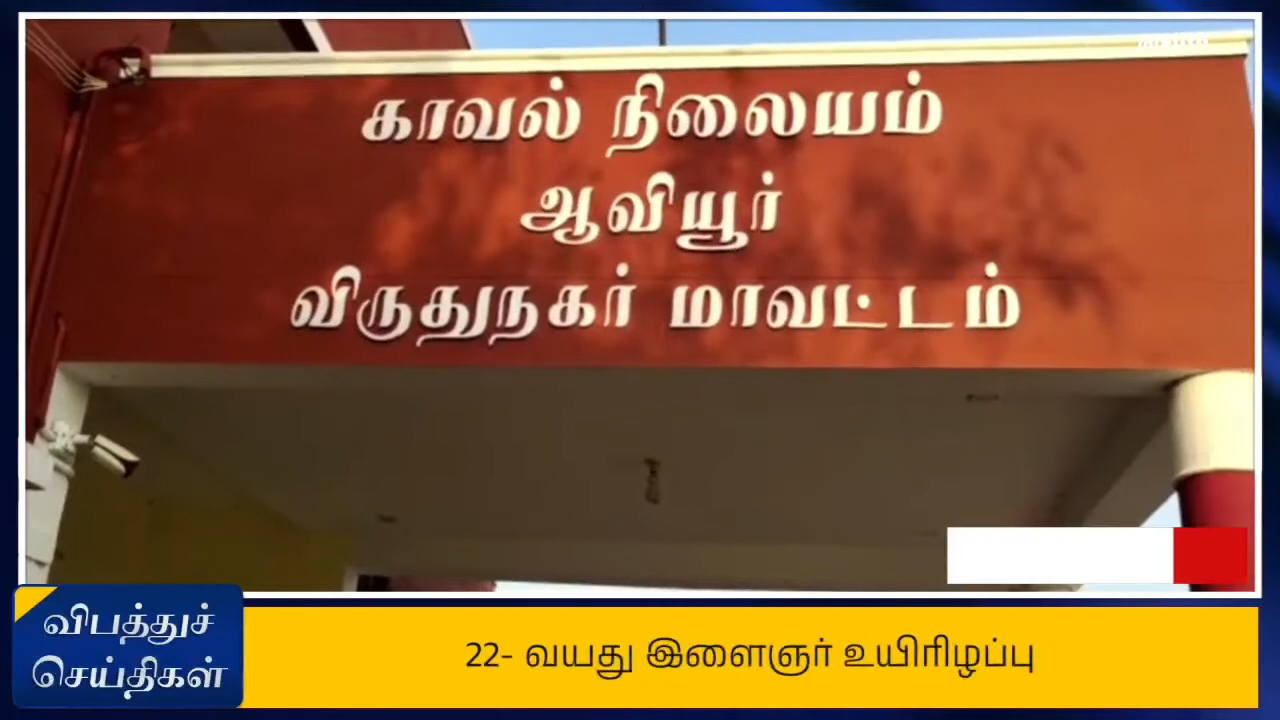 காவல் நிலையம்
ஆவியூர்
விருதுநகர் மாவட்டம்
விபத்துச்
செய்திகள்
22- வயது இளைஞர் உயிரிழப்பு